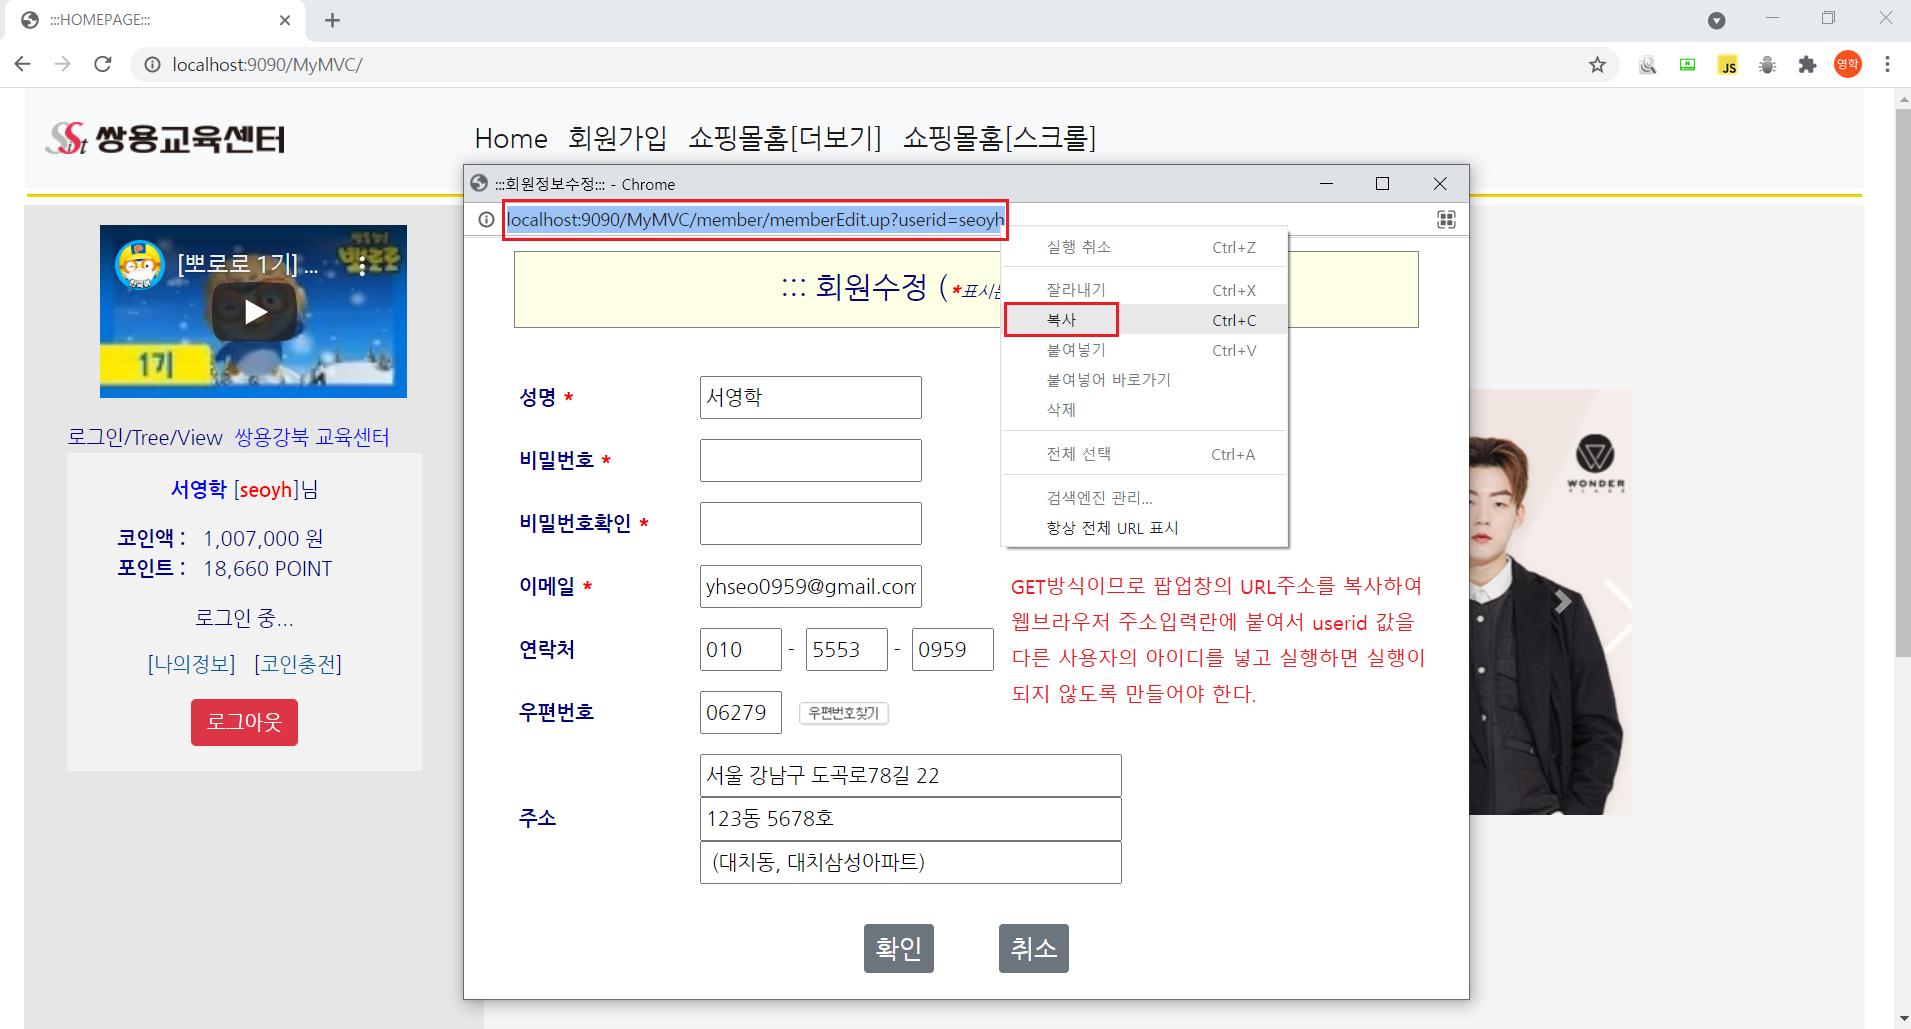 :::HOMEPAGE:::
localhost:9090/MyMVC/
JS
영학
SSist 쌍용교육센터
Home 회원가입 쇼핑몰홈[더보기] 쇼핑몰홈[스크롤]
:::회원정보수정::: - Chrome
localhost:9090/MyMVC/member/memberEdit.up?userid=seoyh
[뽀로로 1기] ...
뽀로로
한국어
1기
로그인/Tree/View 쌍용강북 교육센터
서영학 [seoyh]님
코인액 : 1,007,000 원
포인트 : 18,660 POINT
로그인 중...
[나의정보] [코인충전]
로그아웃
::: 회원수정 (*표시는
실행 취소 Ctrl+Z
잘라내기 Ctrl+X
복사 Ctrl+C
붙여넣기 Ctrl+V
붙여넣어 바로가기
삭제
전체 선택 Ctrl+A
검색엔진 관리...
항상 전체 URL 표시
성명 * 서영학
비밀번호 *
비밀번호확인 *
이메일 * yhseo0959@gmail.com
연락처 010 - 5553 - 0959
우편번호 06279 우편번호찾기
주소 서울 강남구 도곡로78길 22
123동 5678호
(대치동, 대치삼성아파트)
GET방식이므로 팝업창의 URL주소를 복사하여
웹브라우저 주소입력란에 붙여서 userid 값을
다른 사용자의 아이디를 넣고 실행하면 실행이
되지 않도록 만들어야 한다.
확인 취소
WONDER
PLACE